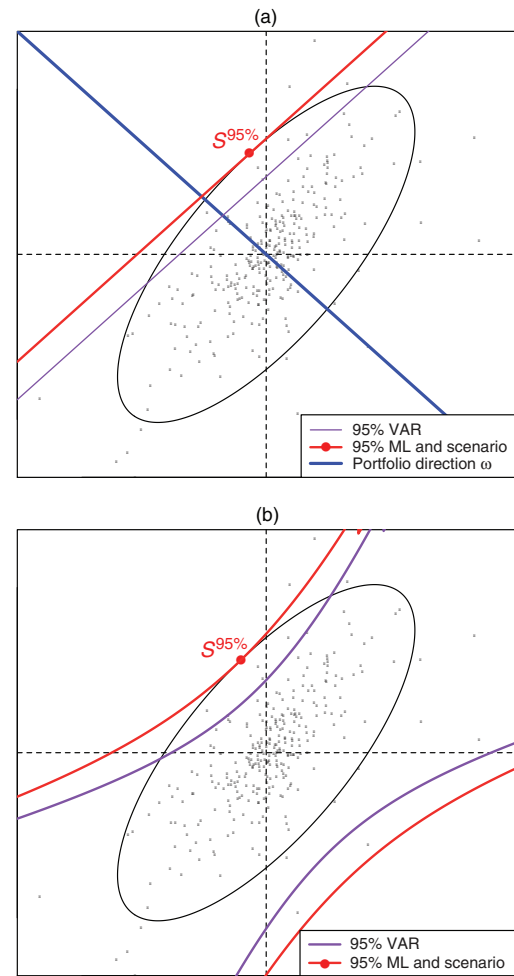 (a)
S95%
95% VAR
95% ML and scenario
Portfolio direction ω
(b)
S95%
95% VAR
95% ML and scenario